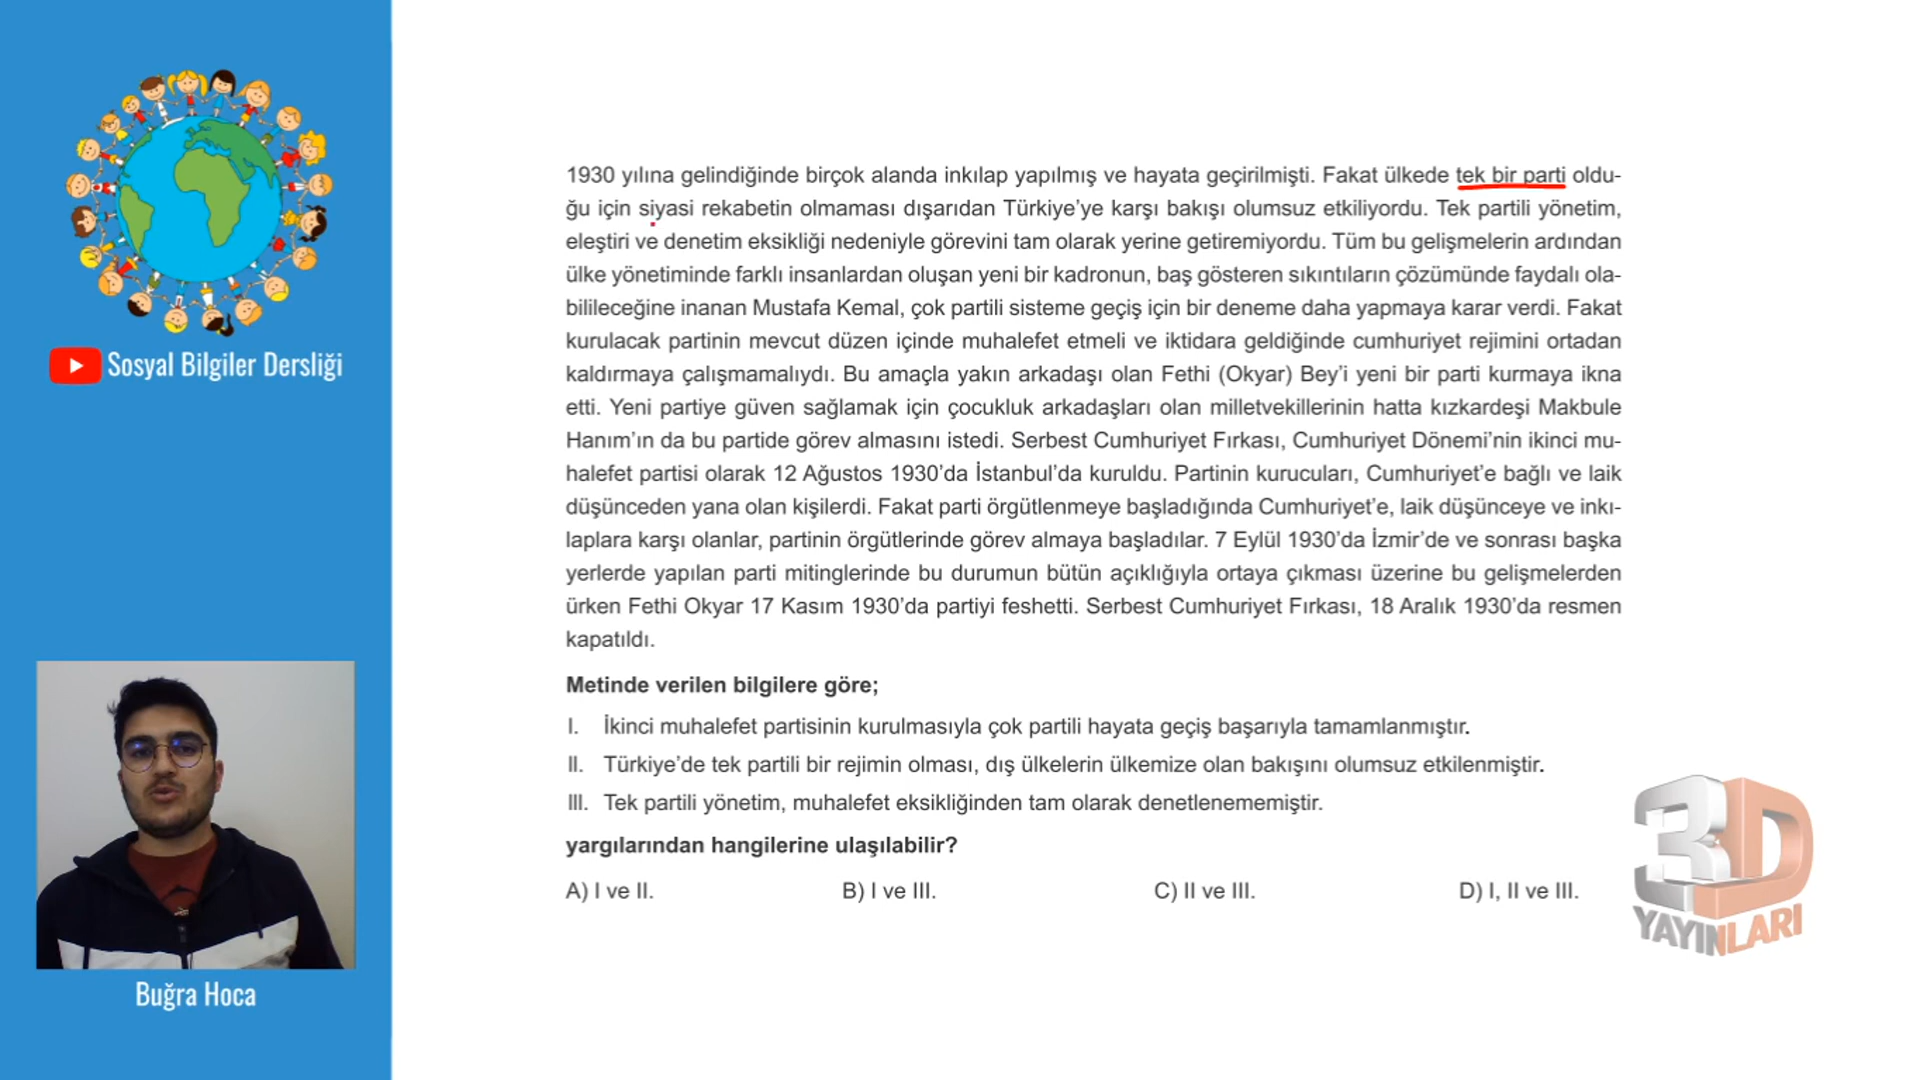 Sosyal Bilgiler Dersliği
Buğra Hoca
1930 yılına gelindiğinde birçok alanda inkılap yapılmış ve hayata geçirilmişti. Fakat ülkede tek bir parti oldu-
ğu için siyasi rekabetin olmaması dışarıdan Türkiye’ye karşı bakışı olumsuz etkiliyordu. Tek partili yönetim,
eleştiri ve denetim eksikliği nedeniyle görevini tam olarak yerine getiremiyordu. Tüm bu gelişmelerin ardından
ülke yönetiminde farklı insanlardan oluşan yeni bir kadronun, baş gösteren sıkıntıların çözümünde faydalı ola-
bilileceğine inanan Mustafa Kemal, çok partili sisteme geçiş için bir deneme daha yapmaya karar verdi. Fakat
kurulacak partinin mevcut düzen içinde muhalefet etmeli ve iktidara geldiğinde cumhuriyet rejimini ortadan
kaldırmaya çalışmamalıydı. Bu amaçla yakın arkadaşı olan Fethi (Okyar) Bey’i yeni bir parti kurmaya ikna
etti. Yeni partiye güven sağlamak için çocukluk arkadaşları olan milletvekillerinin hatta kızkardeşi Makbule
Hanım’ın da bu partide görev almasını istedi. Serbest Cumhuriyet Fırkası, Cumhuriyet Dönemi’nin ikinci mu-
halefet partisi olarak 12 Ağustos 1930’da İstanbul’da kuruldu. Partinin kurucuları, Cumhuriyet’e bağlı ve laik
düşünceden yana olan kişilerdi. Fakat parti örgütlenmeye başladığında Cumhuriyet’e, laik düşünceye ve inkı-
laplara karşı olanlar, partinin örgütlerinde görev almaya başladılar. 7 Eylül 1930’da İzmir’de ve sonrası başka
yerlerde yapılan parti mitinglerinde bu durumun bütün açıklığıyla ortaya çıkması üzerine bu gelişmelerden
ürken Fethi Okyar 17 Kasım 1930’da partiyi feshetti. Serbest Cumhuriyet Fırkası, 18 Aralık 1930’da resmen
kapatıldı.
Metinde verilen bilgilere göre;
I. İkinci muhalefet partisinin kurulmasıyla çok partili hayata geçiş başarıyla tamamlanmıştır.
II. Türkiye’de tek partili bir rejimin olması, dış ülkelerin ülkemize olan bakışını olumsuz etkilenmiştir.
III. Tek partili yönetim, muhalefet eksikliğinden tam olarak denetlenememiştir.
yargılarından hangilerine ulaşılabilir?
A) I ve II. B) I ve III. C) II ve III. D) I, II ve III.
3D
YAYINLARI